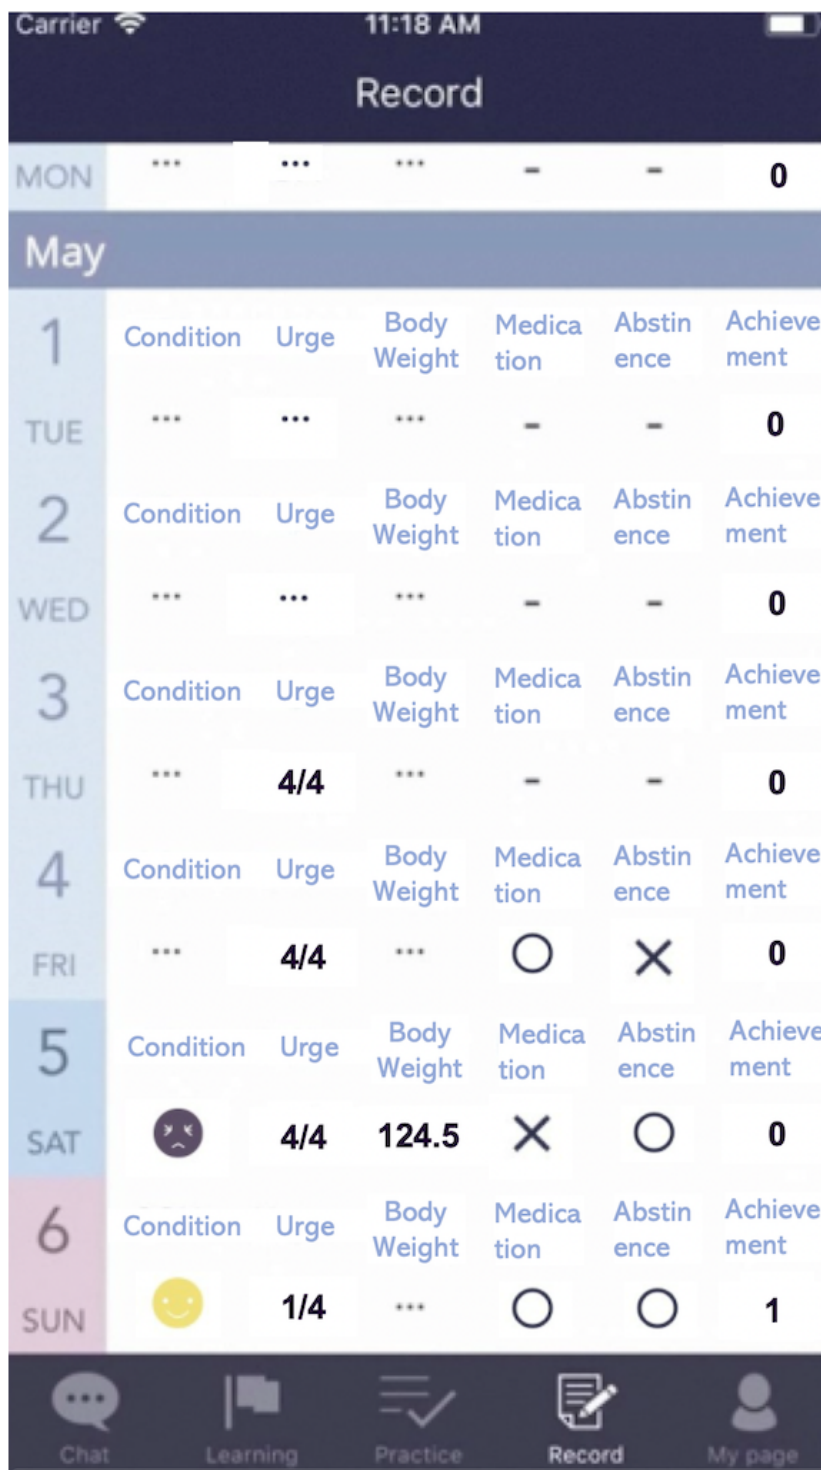 Carrier 11:18 AM
Record
MON ... ... ... - - 0
May
1 Condition Urge Body Weight Medica tion Abstin ence Achieve ment
TUE ... ... ... - - 0
2 Condition Urge Body Weight Medica tion Abstin ence Achieve ment
WED ... ... ... - - 0
3 Condition Urge Body Weight Medica tion Abstin ence Achieve ment
THU ... 4/4 ... - - 0
4 Condition Urge Body Weight Medica tion Abstin ence Achieve ment
FRI ... 4/4 ... ○ × 0
5 Condition Urge Body Weight Medica tion Abstin ence Achieve ment
SAT 4/4 124.5 × ○ 0
6 Condition Urge Body Weight Medica tion Abstin ence Achieve ment
SUN 1/4 ... ○ ○ 1
Chat Learning Practice Record My page